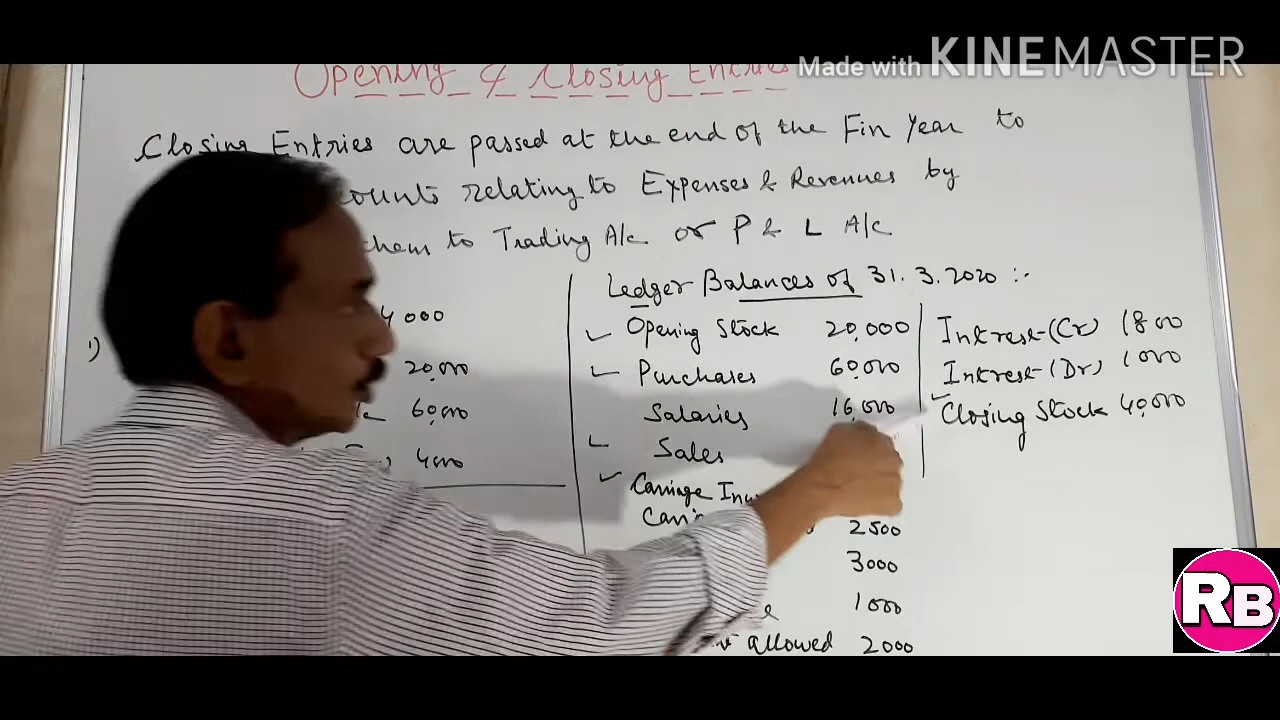 Made with KINEMASTER
Opening & Closing Entries
Closing Entries are passed at the end of the Fin Year to
counts relating to Expenses & Revenues by
them to Trading A/c or P & L A/c
Ledger Balances of 31.3.2020 :-
1)
4000
20,000
60,000
4000
Opening Stock 20,000
Purchases 60,000
Salaries 16,000
Sales
Carriage
2500
3000
1000
allowed 2000
Intrest (Cr) 1800
Intrest (Dr) 1000
Closing Stock 40,000
RB